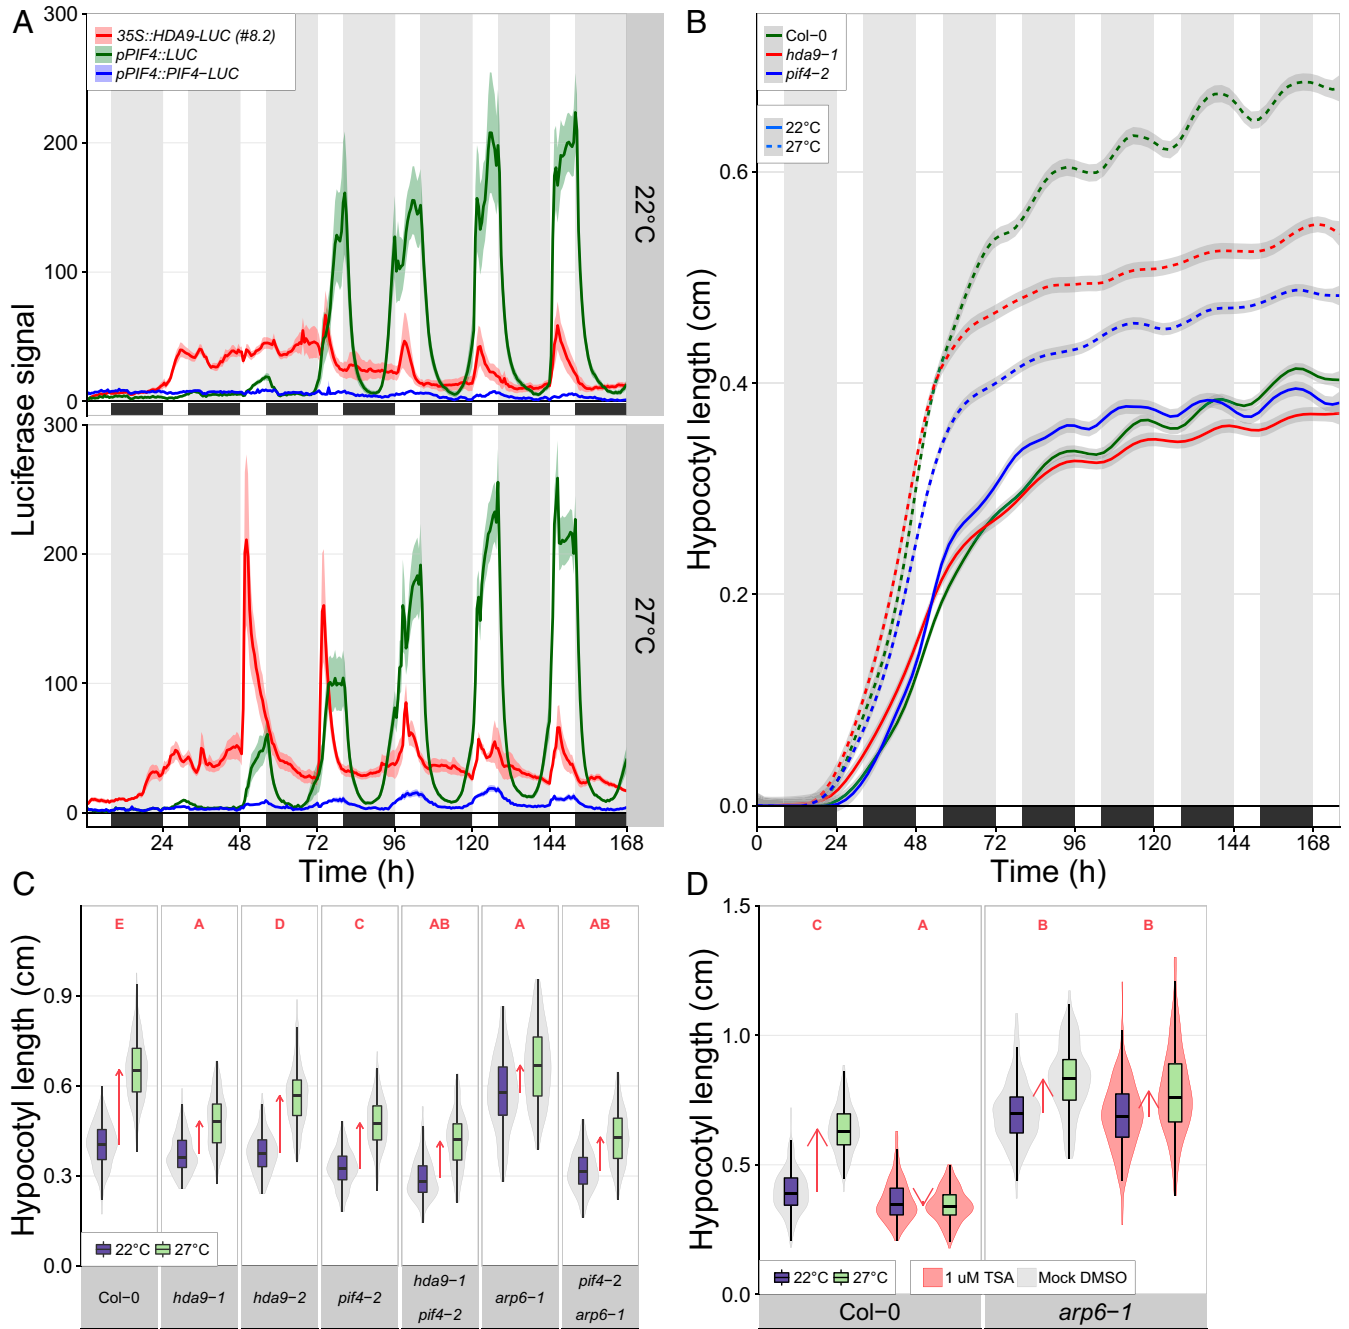 A
300
200
100
0
Luciferase signal
35S::HDA9-LUC (#8.2)
pPIF4::LUC
pPIF4::PIF4-LUC
22°C
300
200
100
0
27°C
24 48 72 96 120 144 168
Time (h)
B
0.6
0.4
0.2
0.0
Hypocotyl length (cm)
Col-0
hda9-1
pif4-2
22°C
27°C
0 24 48 72 96 120 144 168
Time (h)
C
Hypocotyl length (cm)
0.9
0.6
0.3
0.0
E A D C AB A AB
22°C 27°C
Col-0
hda9-1
hda9-2
pif4-2
hda9-1
pif4-2
arp6-1
pif4-2
arp6-1
D
Hypocotyl length (cm)
1.5
1.0
0.5
0.0
C A B B
22°C 27°C
1 uM TSA Mock DMSO
Col-0 arp6-1